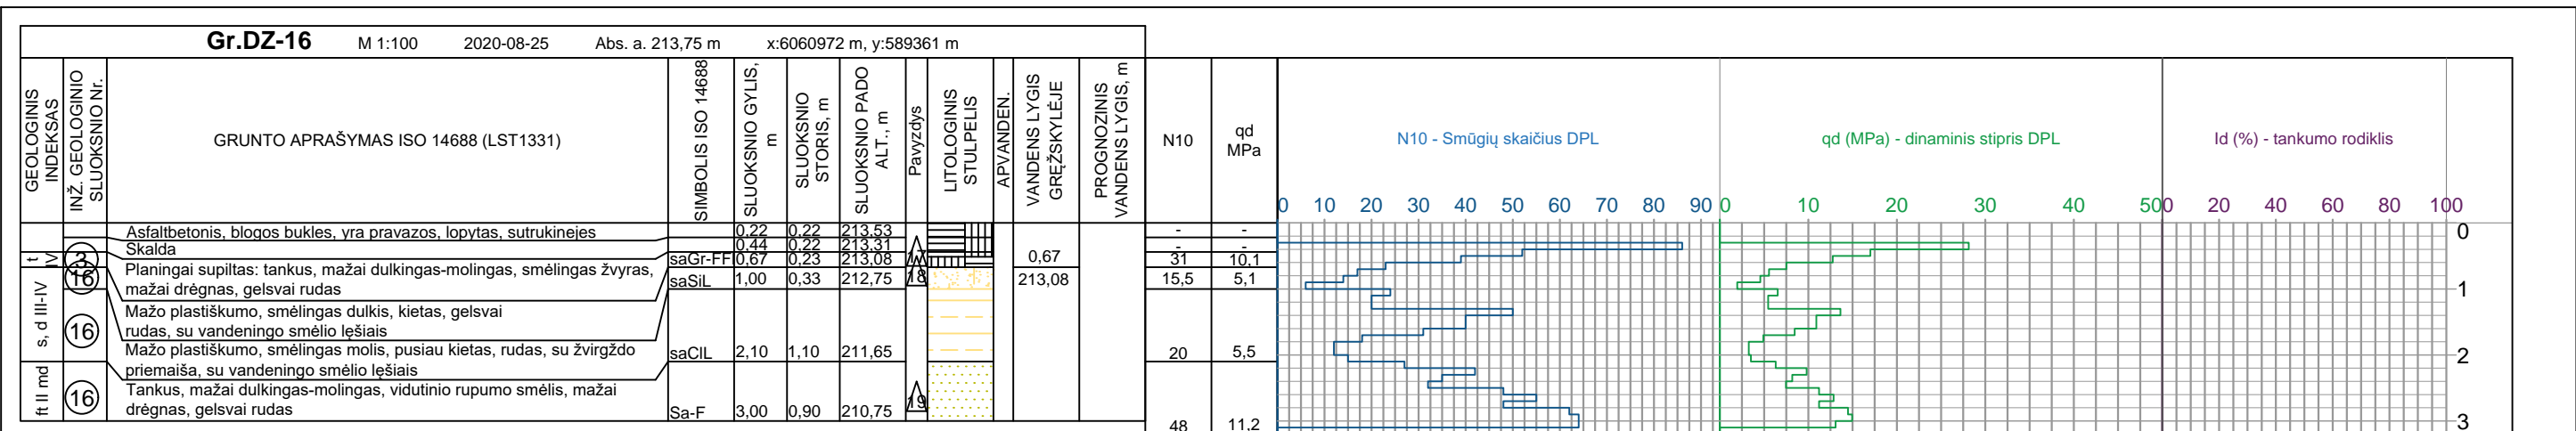 Gr.DZ-16 M 1:100 2020-08-25 Abs. a. 213,75 m x:6060972 m, y:589361 m
GEOLOGINIS
INDEKSAS
INŽ. GEOLOGINIO
SLUOKSNIO Nr.
GRUNTO APRAŠYMAS ISO 14688 (LST1331)
SIMBOLIS ISO 14688
SLUOKSNIO GYLIS,
m
SLUOKSNIO
STORIS, m
SLUOKSNIO PADO
ALT., m
Pavyzdys
LITOLOGINIS
STULPELIS
APVANDEN.
VANDENS LYGIS
GRĘŽSKYLĖJE
PROGNOZINIS
VANDENS LYGIS, m
N10
qd
MPa
N10 - Smūgių skaičius DPL
qd (MPa) - dinaminis stipris DPL
Id (%) - tankumo rodiklis
0 10 20 30 40 50 60 70 80 90
0 10 20 30 40 50
0 20 40 60 80 100
Asfaltbetonis, blogos bukles, yra pravazos, lopytas, sutrukinejes
0,22 0,22 213,53 - -
Skalda
0,44 0,22 213,31 - -
t IV
3
Planingai supiltas: tankus, mažai dulkingas-molingas, smėlingas žvyras,
mažai drėgnas, gelsvai rudas
saGr-FF 0,67 0,23 213,08 17 0,67 31 10,1
s, d III-IV
16
Mažo plastiškumo, smėlingas dulkis, kietas, gelsvai
rudas, su vandeningo smėlio lęšiais
saSiL 1,00 0,33 212,75 18 213,08 15,5 5,1
16
Mažo plastiškumo, smėlingas molis, pusiau kietas, rudas, su žvirgždo
priemaiša, su vandeningo smėlio lęšiais
saClL 2,10 1,10 211,65 20 5,5
ft II md
16
Tankus, mažai dulkingas-molingas, vidutinio rupumo smėlis, mažai
drėgnas, gelsvai rudas
Sa-F 3,00 0,90 210,75 19 48 11,2
0
1
2
3